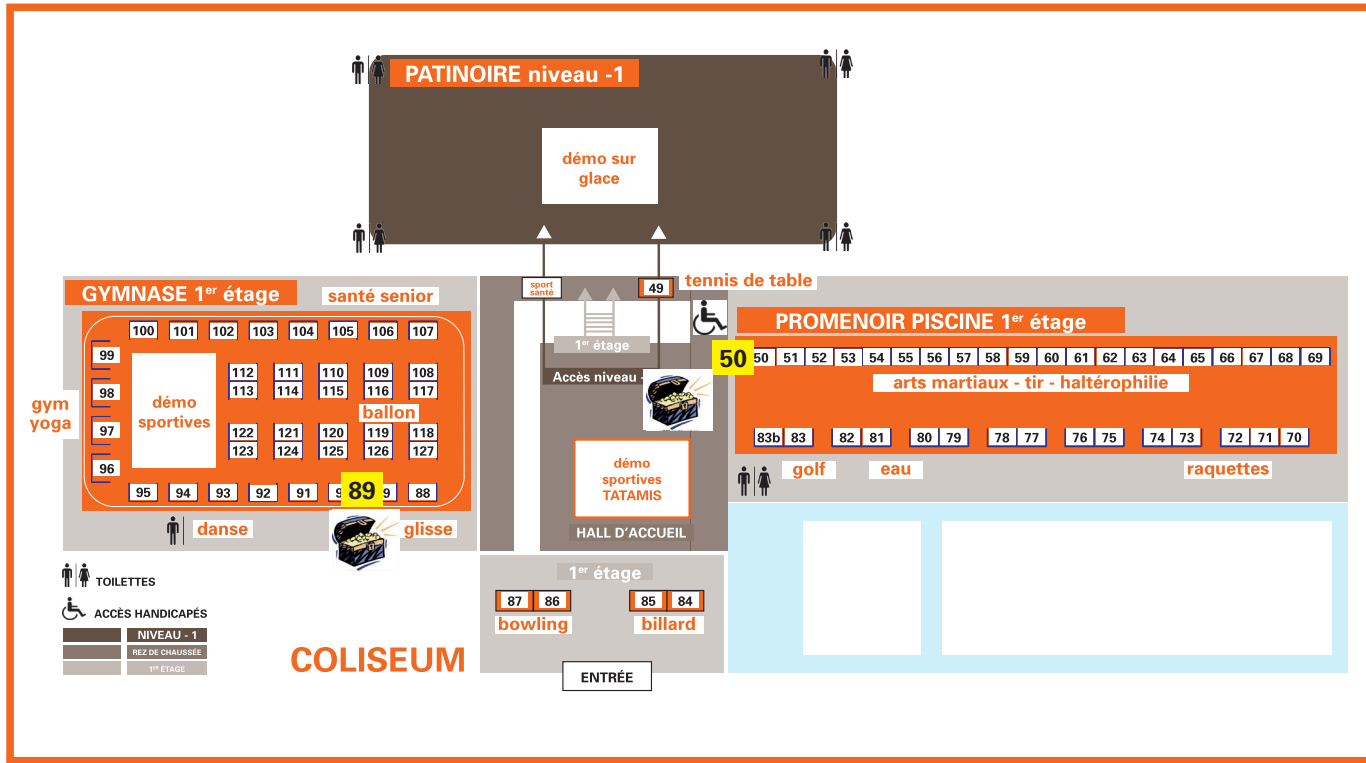 PATINOIRE niveau -1
démo sur
glace
GYMNASE 1er étage
santé senior
sport
santé
49
tennis de table
PROMENOIR PISCINE 1er étage
100 101 102 103 104 105 106 107
99
98
97
96
gym
yoga
démo
sportives
112 111 110 109 108
113 114 115 116 117
ballon
122 121 120 119 118
123 124 125 126 127
95 94 93 92 91 89 88
danse
glisse
1er étage
Accès niveau
démo
sportives
TATAMIS
HALL D'ACCUEIL
50
50 51 52 53 54 55 56 57 58 59 60 61 62 63 64 65 66 67 68 69
arts martiaux - tir - haltérophilie
83b 83 82 81 80 79 78 77 76 75 74 73 72 71 70
golf
eau
raquettes
1er étage
87 86 85 84
bowling
billard
ENTRÉE
TOILETTES
ACCÈS HANDICAPÉS
NIVEAU - 1
REZ DE CHAUSSÉE
1er ÉTAGE
COLISEUM